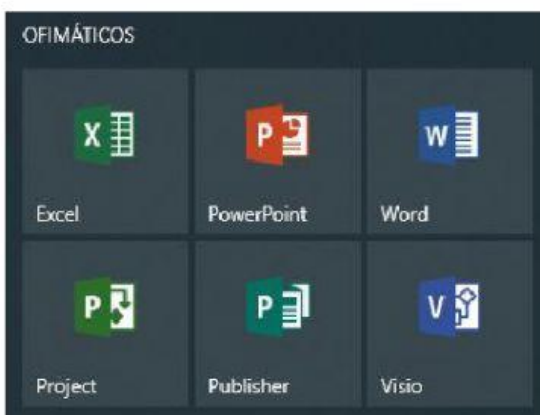 OFIMÁTICOS
X
P
W
Excel
PowerPoint
Word
P
P
V
Project
Publisher
Visio